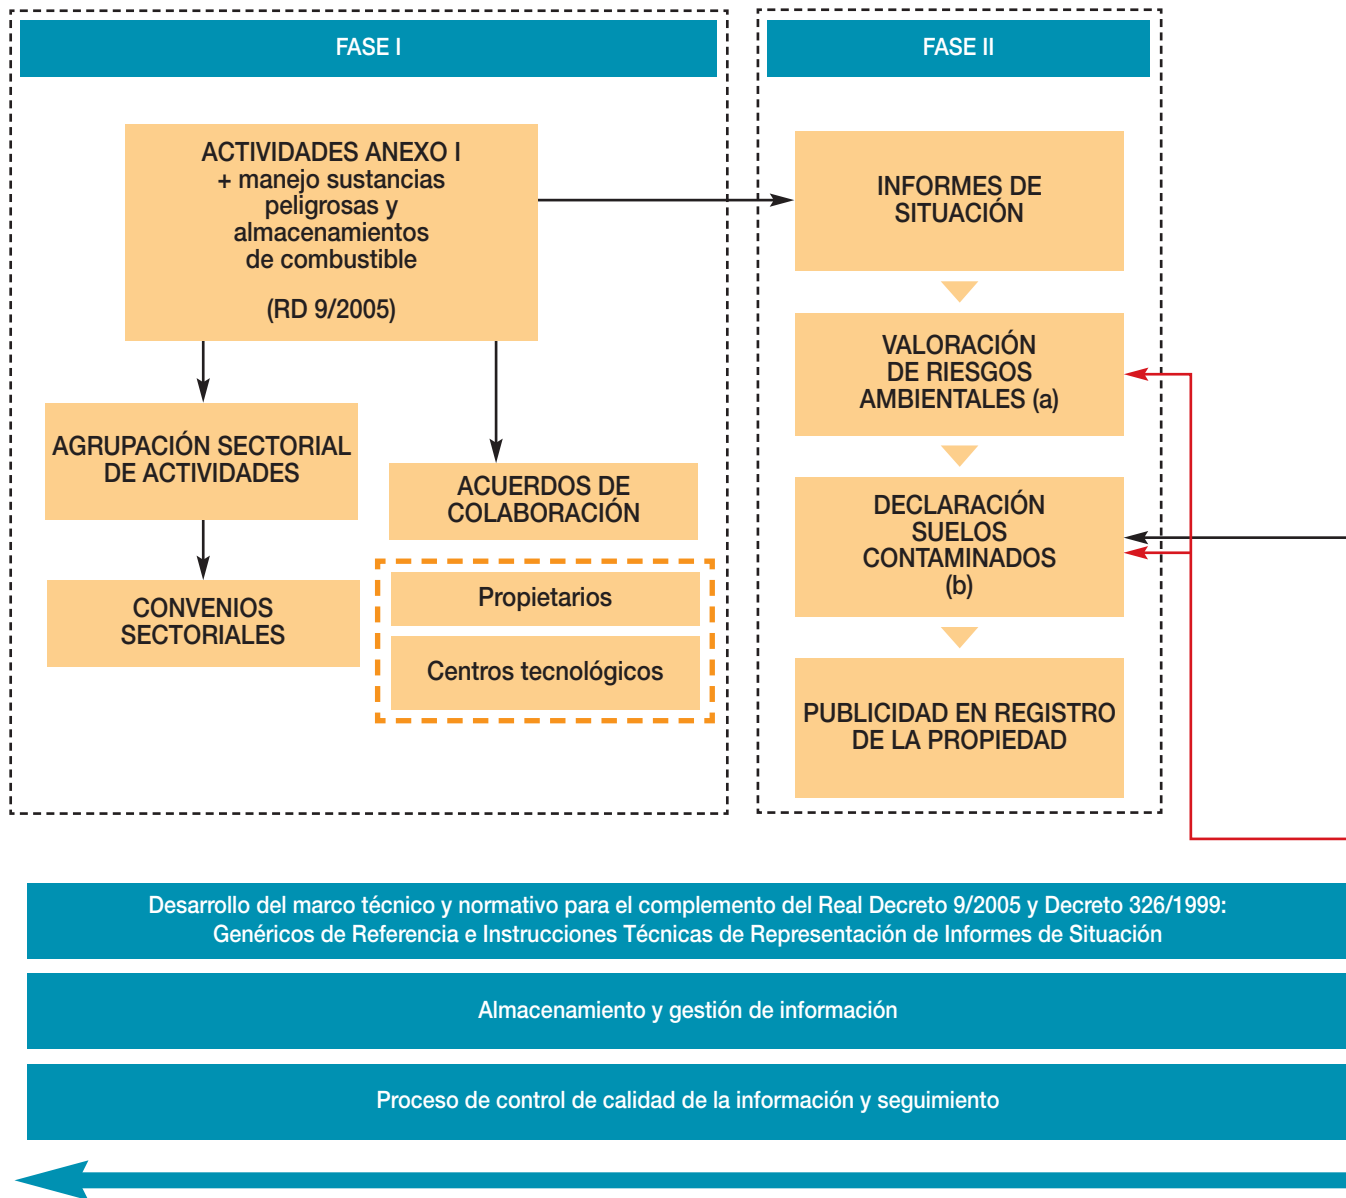 FASE I
ACTIVIDADES ANEXO I
+ manejo sustancias
peligrosas y
almacenamientos
de combustible
(RD 9/2005)
AGRUPACIÓN SECTORIAL
DE ACTIVIDADES
CONVENIOS
SECTORIALES
ACUERDOS DE
COLABORACIÓN
Propietarios
Centros tecnológicos
FASE II
INFORMES DE
SITUACIÓN
VALORACIÓN
DE RIESGOS
AMBIENTALES (a)
DECLARACIÓN
SUELOS
CONTAMINADOS
(b)
PUBLICIDAD EN REGISTRO
DE LA PROPIEDAD
Desarrollo del marco técnico y normativo para el complemento del Real Decreto 9/2005 y Decreto 326/1999:
Genéricos de Referencia e Instrucciones Técnicas de Representación de Informes de Situación
Almacenamiento y gestión de información
Proceso de control de calidad de la información y seguimiento